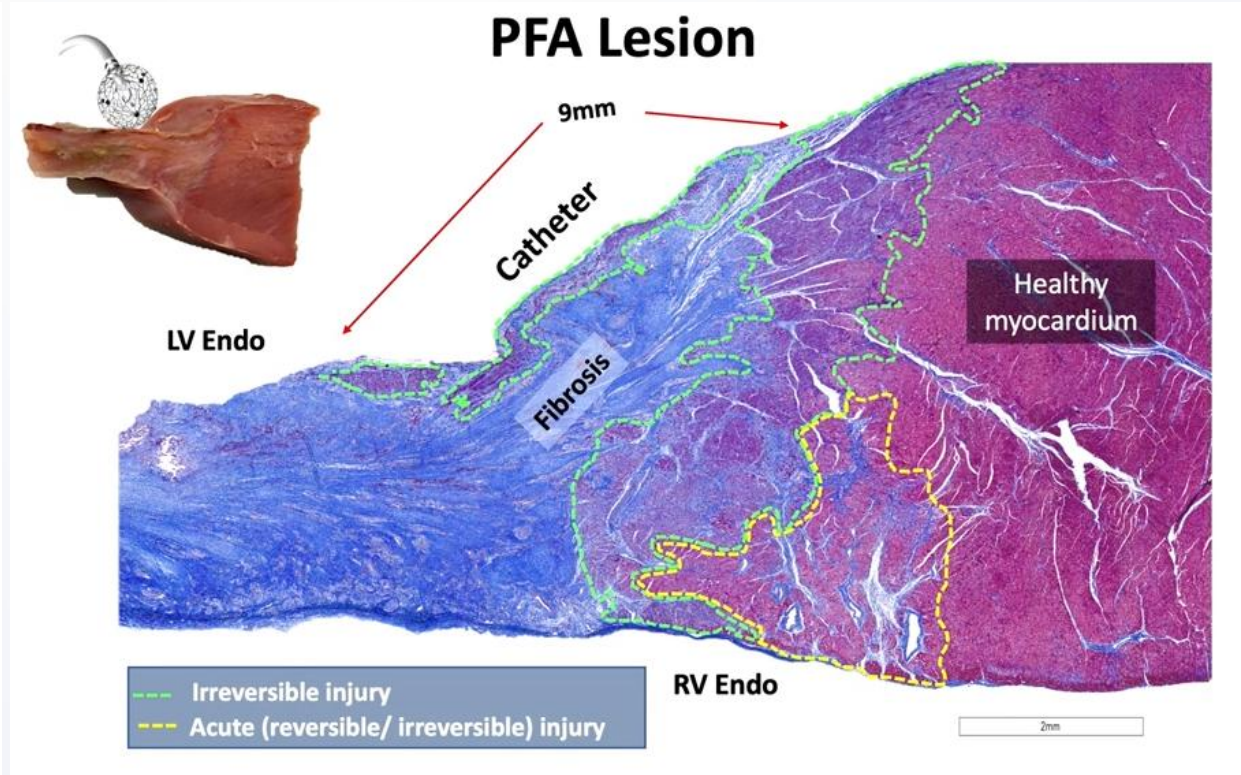 PFA Lesion
9mm
Catheter
LV Endo
Fibrosis
Healthy
myocardium
Irreversible injury
Acute (reversible/ irreversible) injury
RV Endo
2mm